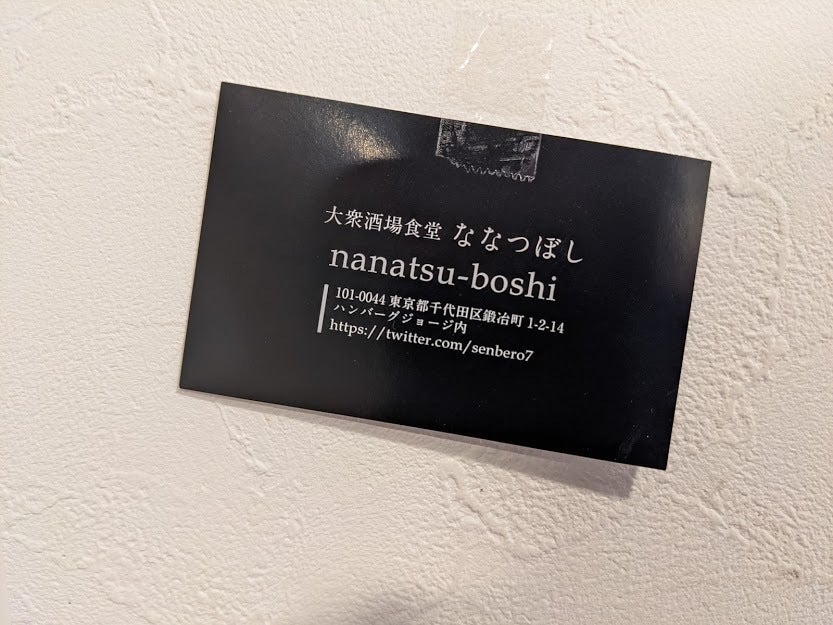 大衆酒場食堂 ななつぼし
nanatsu-boshi
101-0044 東京都千代田区鍛冶町 1-2-14
ハンバーグジョージ内
https://twitter.com/senbero7